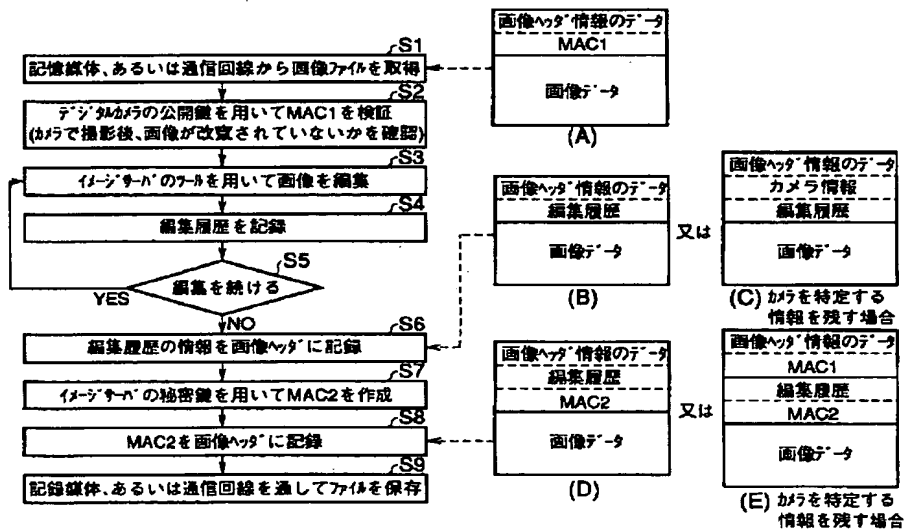 S1
記憶媒体、あるいは通信回線から画像ファイルを取得
S2
デジタルカメラの公開鍵を用いてMAC1を検証
(カメラで撮影後、画像が改竄されていないかを確認)
S3
イメージサーバのツールを用いて画像を編集
S4
編集履歴を記録
S5
編集を続ける
YES
NO
S6
編集履歴の情報を画像ヘッダに記録
S7
イメージサーバの秘密鍵を用いてMAC2を作成
S8
MAC2を画像ヘッダに記録
S9
記録媒体、あるいは通信回線を通してファイルを保存
画像ヘッダ情報のデータ
MAC1
画像データ
(A)
画像ヘッダ情報のデータ
編集履歴
画像データ
(B)
又は
画像ヘッダ情報のデータ
カメラ情報
編集履歴
画像データ
(C) カメラを特定する
情報を残す場合
画像ヘッダ情報のデータ
編集履歴
MAC2
画像データ
(D)
又は
画像ヘッダ情報のデータ
MAC1
編集履歴
MAC2
画像データ
(E) カメラを特定する
情報を残す場合